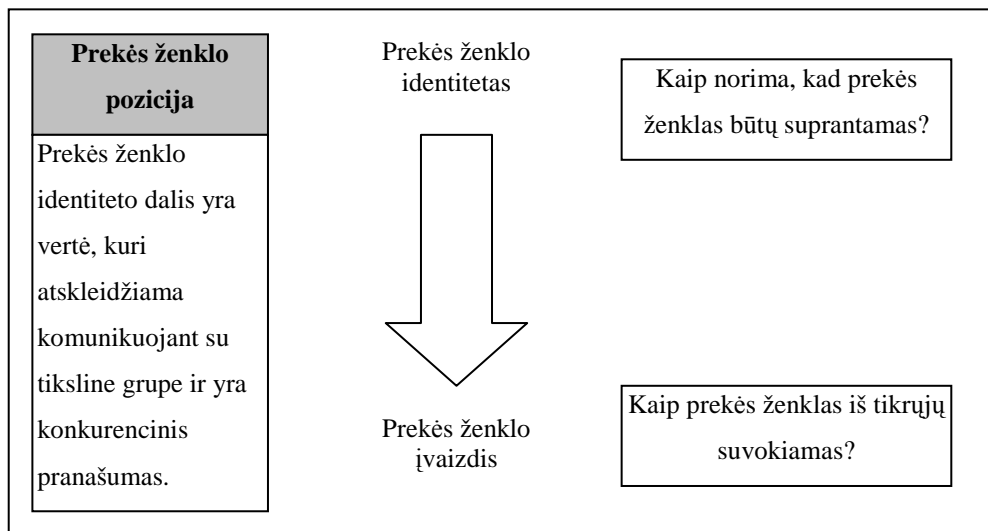 Prekės ženklo
pozicija
Prekės ženklo
identiteto dalis yra
vertė, kuri
atskleidžiama
komunikuojant su
tiksline grupe ir yra
konkurencinis
pranašumas.
Prekės ženklo
identitetas
Kaip norima, kad prekės
ženklas būtų suprantamas?
Prekės ženklo
įvaizdis
Kaip prekės ženklas iš tikrųjų
suvokiamas?